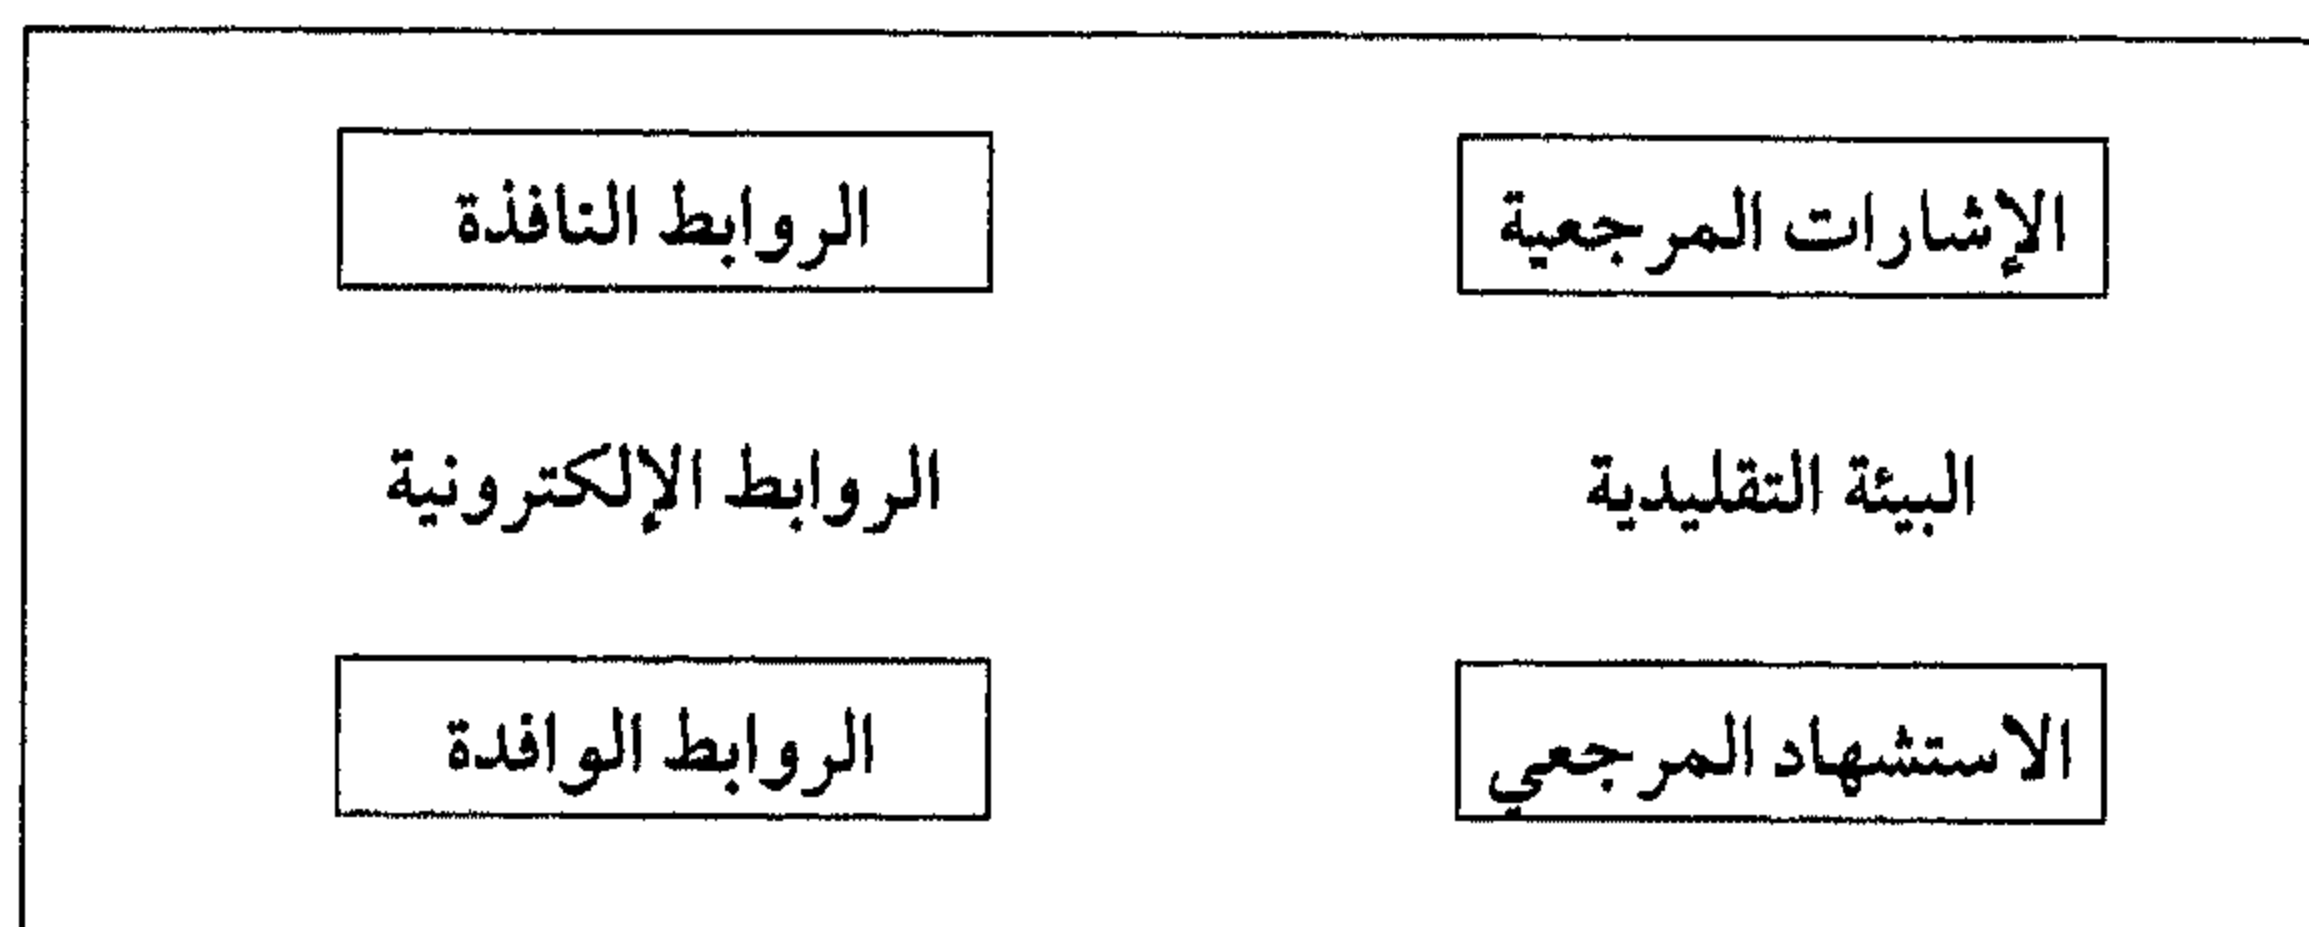 الإشارات المرجعية
الروابط النافذة
البيئة التقليدية
الروابط الإلكترونية
الاستشهاد المرجعي
الروابط الوافدة